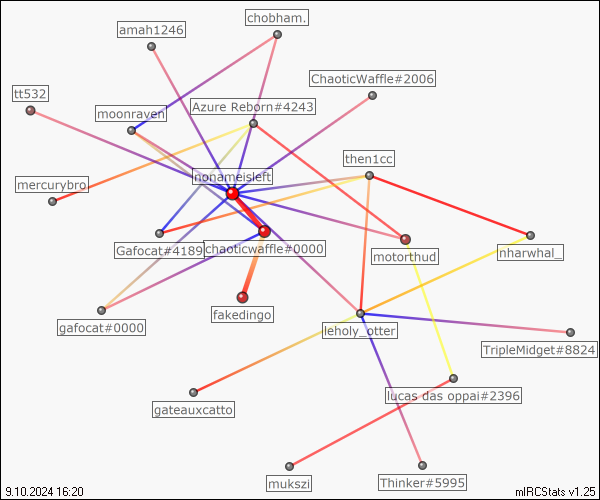 chobham.
amah1246
ChaoticWaffle#2006
tt532
Azure Reborn#4243
moonraven
then1cc
nonameisleft
mercurybro
Gafocat#4189
chaoticwaffle#0000
motorthud
nharwhal_
fakedingo
gafocat#0000
leholy_otter
TripleMidget#8824
lucas das oppai#2396
gateauxcatto
mukszi
Thinker#5995
9.10.2024 16:20
mIRCStats v1.25